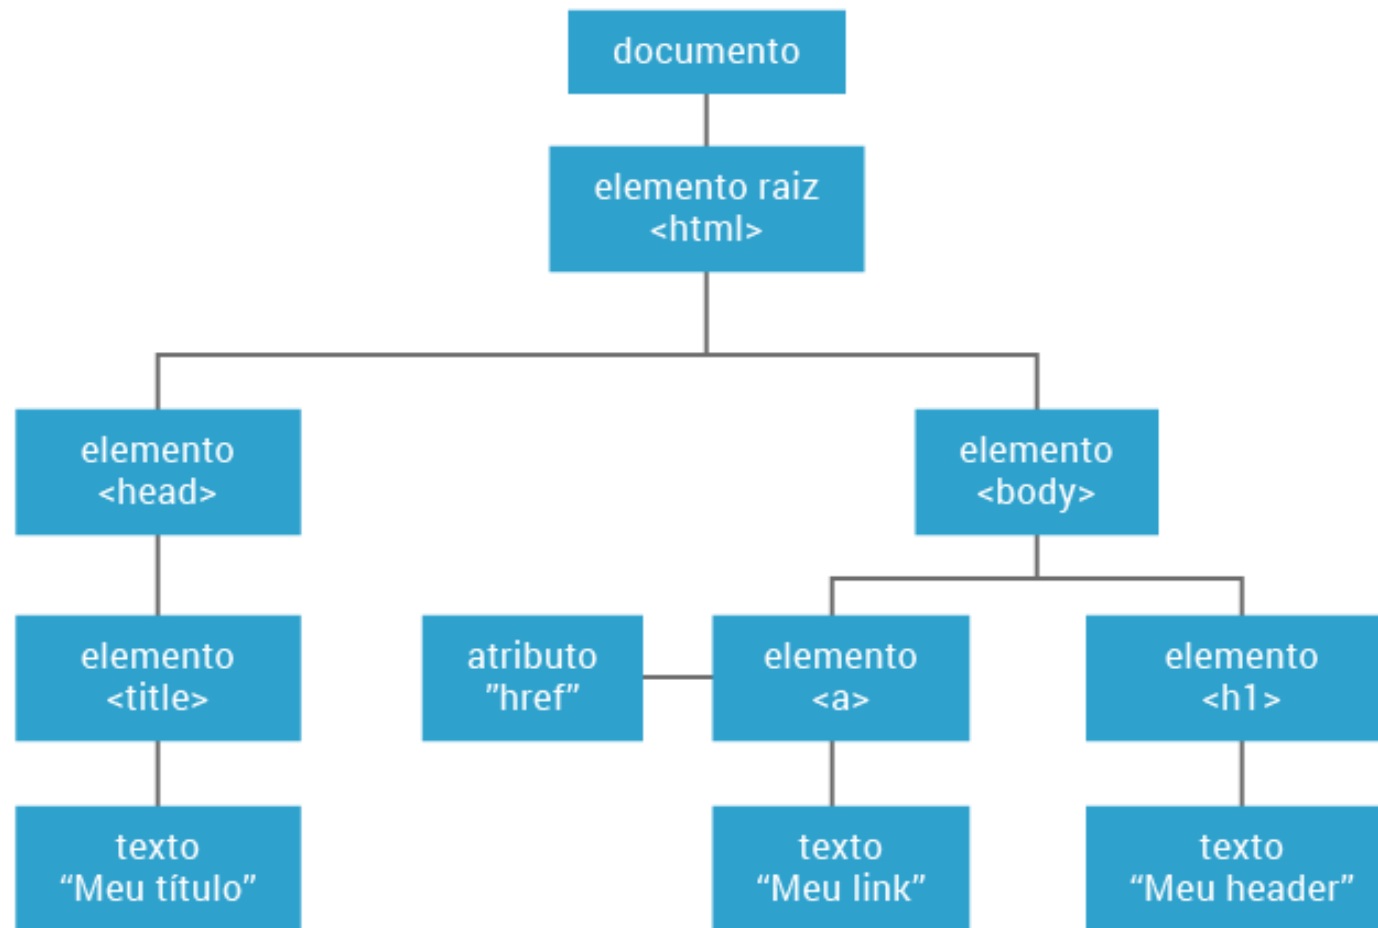 documento
elemento raiz
<html>
elemento
<head>
elemento
<body>
elemento
<title>
atributo
”href”
elemento
<a>
elemento
<h1>
texto
“Meu título”
texto
“Meu link”
texto
“Meu header”